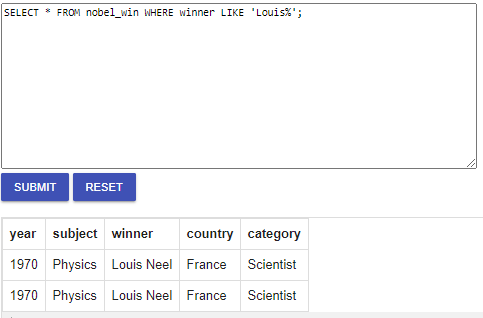 SELECT * FROM nobel_win WHERE winner LIKE 'Louis%';
SUBMIT RESET
year subject winner country category
1970 Physics Louis Neel France Scientist
1970 Physics Louis Neel France Scientist